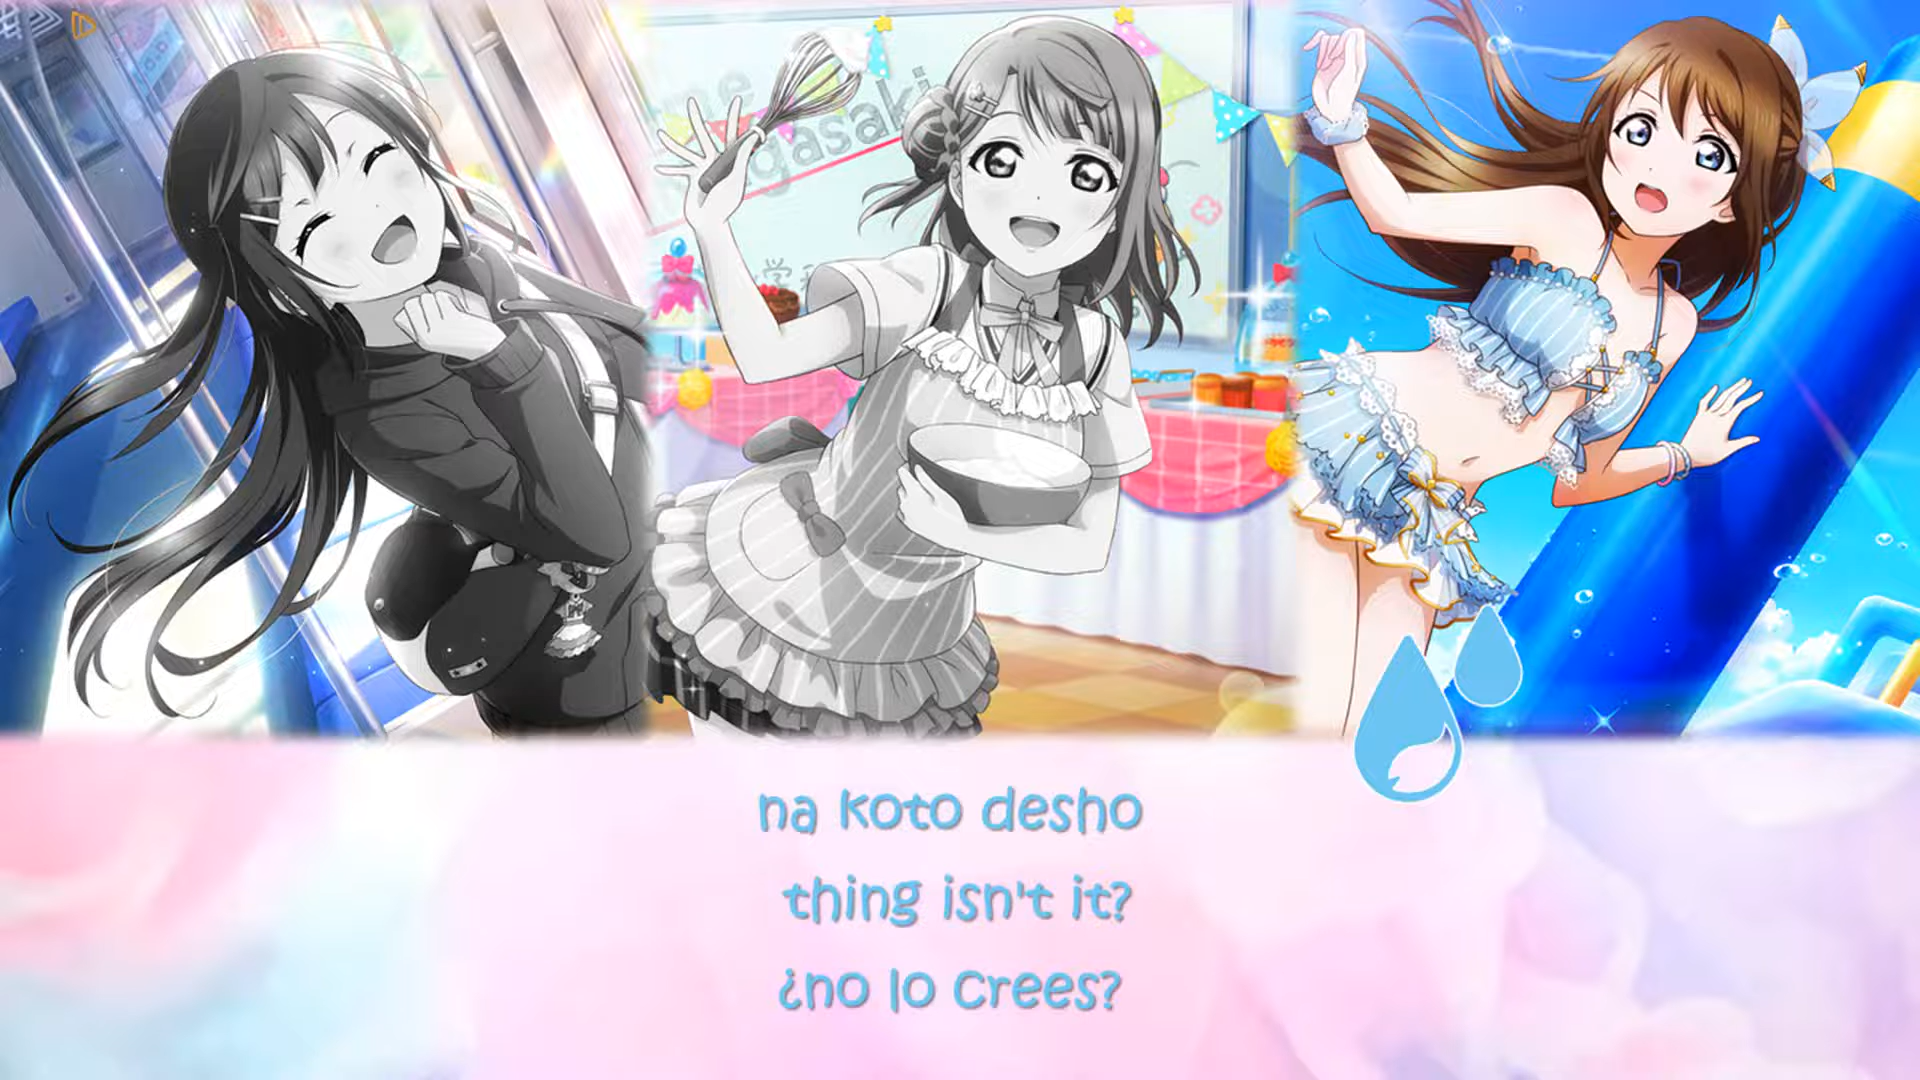 na koto desho
thing isn't it?
¿no lo crees?